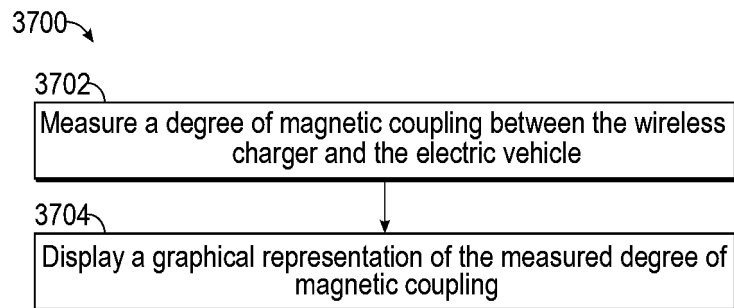 3700
3702
Measure a degree of magnetic coupling between the wireless
charger and the electric vehicle
3704
Display a graphical representation of the measured degree of
magnetic coupling